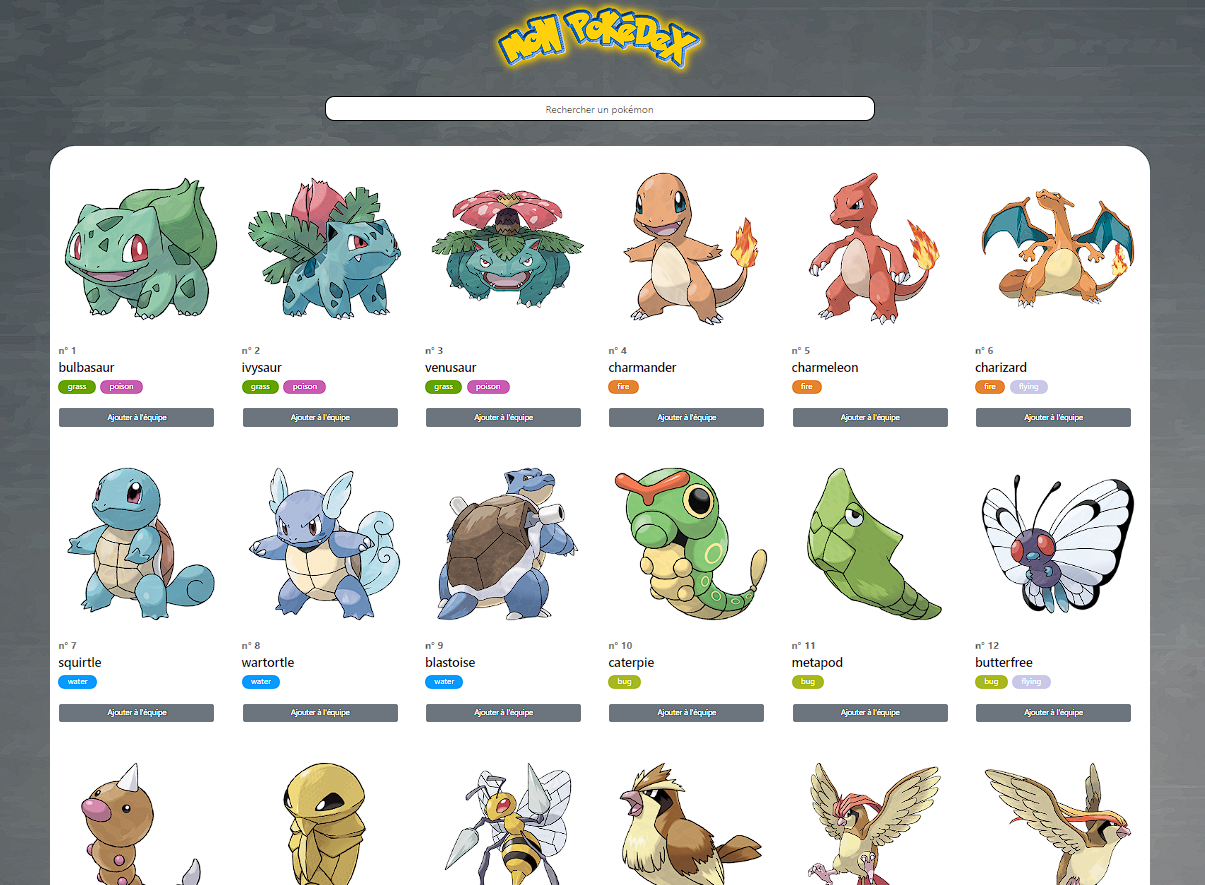 MON POKéDEX
Rechercher un pokémon
n° 1
bulbasaur
grass poison
Ajouter à l'équipe
n° 2
ivysaur
grass poison
Ajouter à l'équipe
n° 3
venusaur
grass poison
Ajouter à l'équipe
n° 4
charmander
fire
Ajouter à l'équipe
n° 5
charmeleon
fire
Ajouter à l'équipe
n° 6
charizard
fire flying
Ajouter à l'équipe
n° 7
squirtle
water
Ajouter à l'équipe
n° 8
wartortle
water
Ajouter à l'équipe
n° 9
blastoise
water
Ajouter à l'équipe
n° 10
caterpie
bug
Ajouter à l'équipe
n° 11
metapod
bug
Ajouter à l'équipe
n° 12
butterfree
bug flying
Ajouter à l'équipe